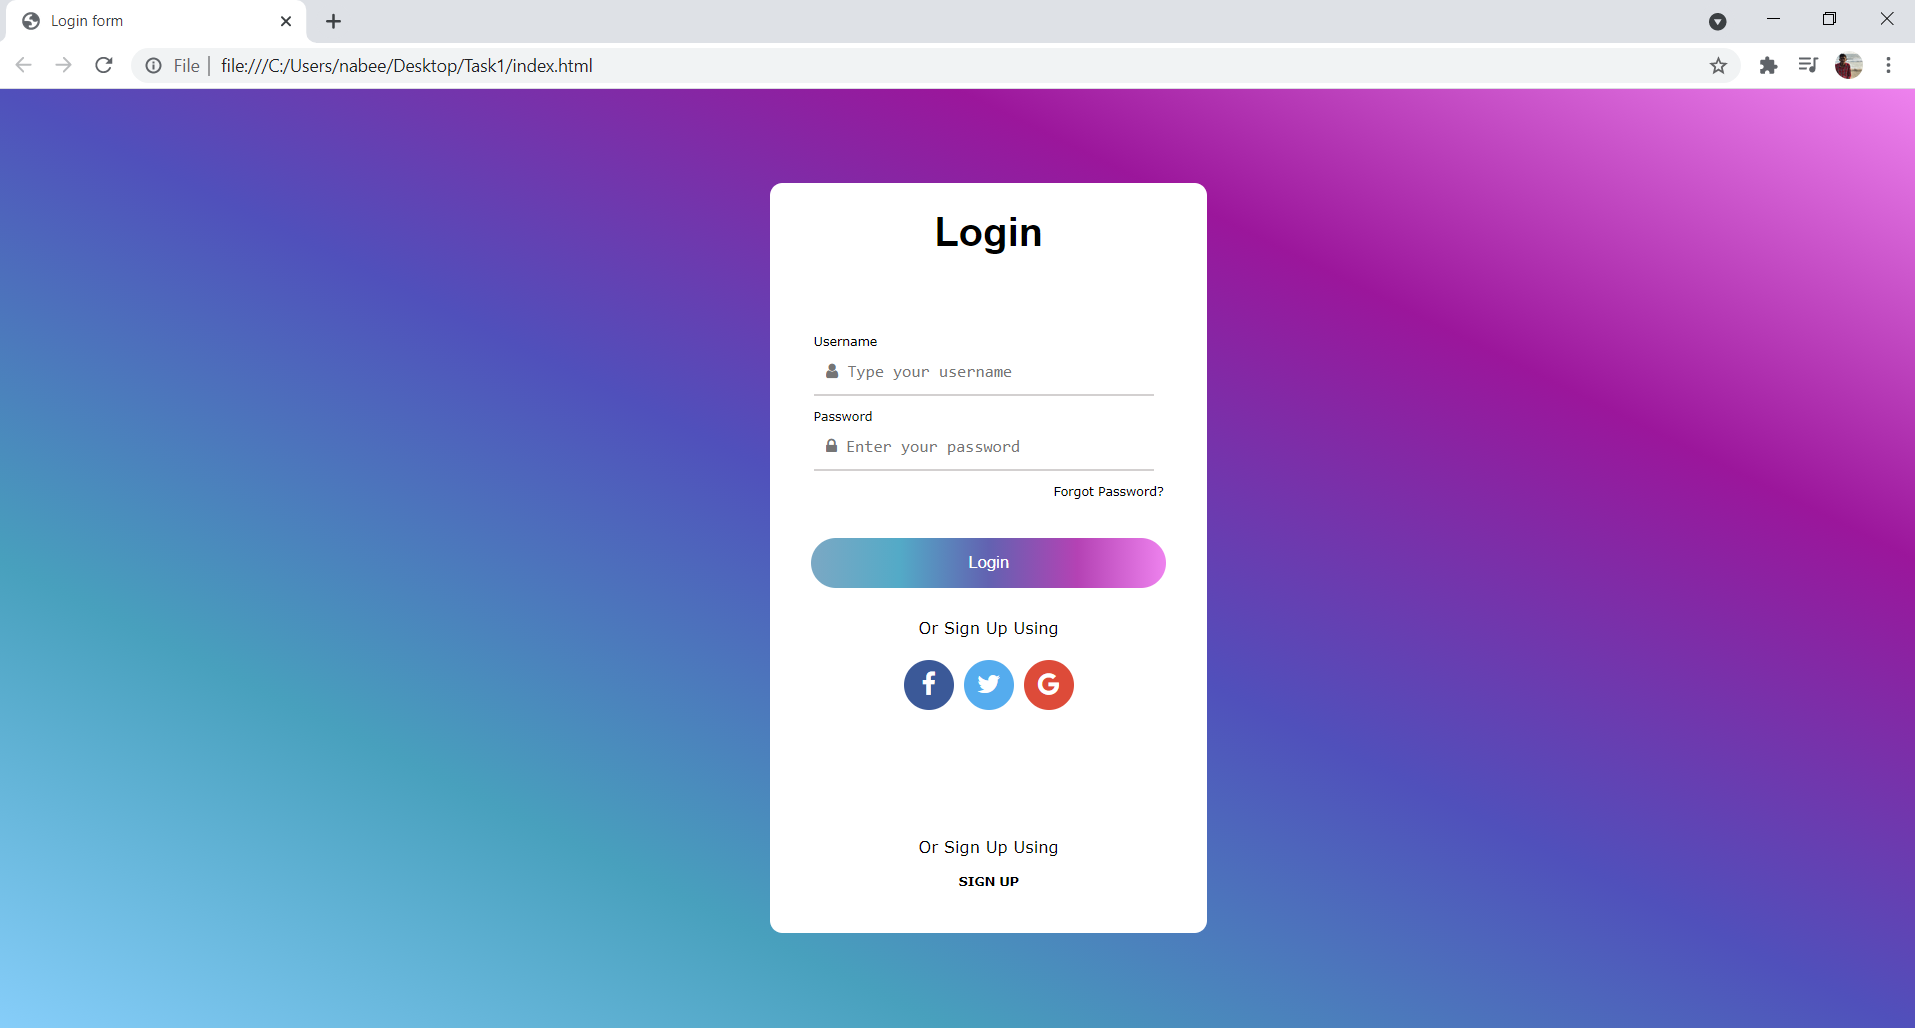 Login form
File | file:///C:/Users/nabee/Desktop/Task1/index.html
Login
Username
Type your username
Password
Enter your password
Forgot Password?
Login
Or Sign Up Using
Or Sign Up Using
SIGN UP